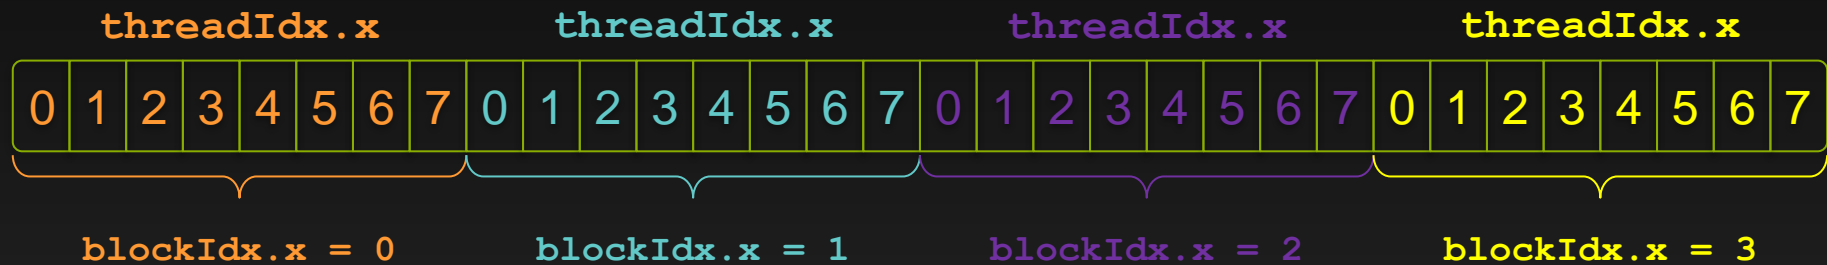 threadIdx.x threadIdx.x threadIdx.x threadIdx.x
0 1 2 3 4 5 6 7 0 1 2 3 4 5 6 7 0 1 2 3 4 5 6 7 0 1 2 3 4 5 6 7
blockIdx.x = 0 blockIdx.x = 1 blockIdx.x = 2 blockIdx.x = 3